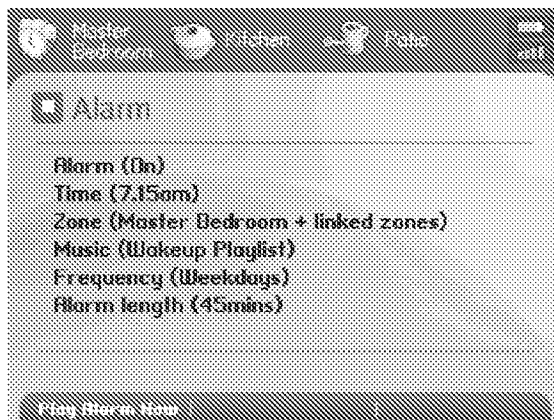 Master
Bedroom
Kitchen
Patio
Alarm
Alarm (On)
Time (7.15am)
Zone (Master Bedroom + linked zones)
Music (Wakeup Playlist)
Frequency (Weekdays)
Alarm length (45mins)
Play Alarm Now